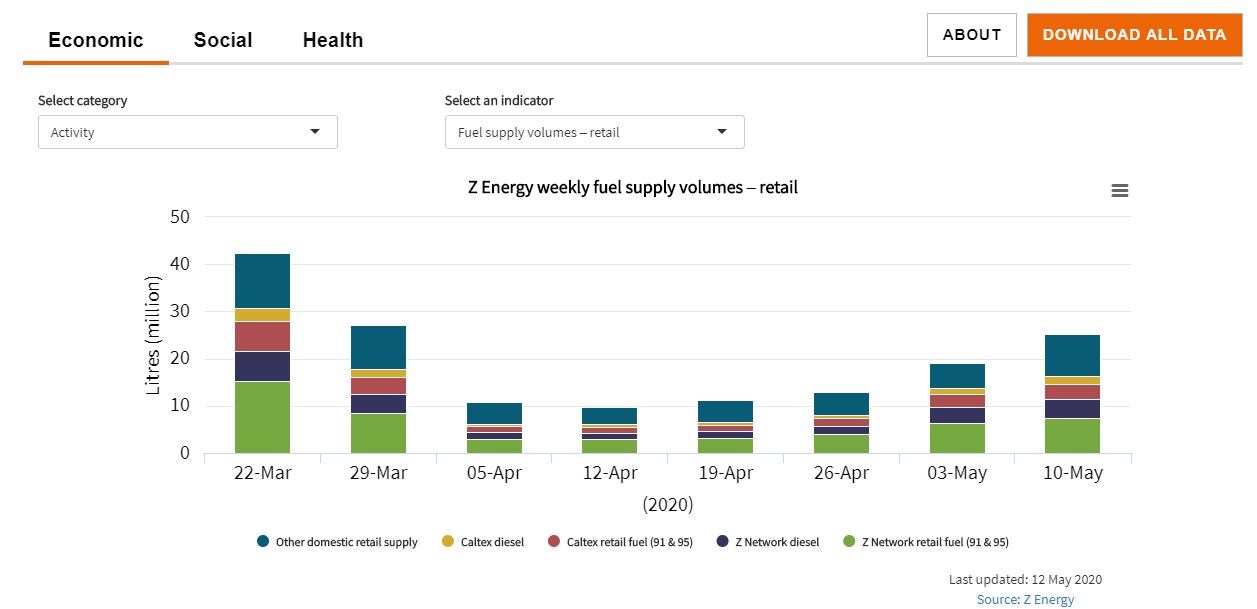 Economic Social Health ABOUT DOWNLOAD ALL DATA
Select category Select an indicator
Activity Fuel supply volumes – retail
Z Energy weekly fuel supply volumes – retail
50
40
30
20
10
0
Litres (million)
22-Mar 29-Mar 05-Apr 12-Apr 19-Apr 26-Apr 03-May 10-May
(2020)
Other domestic retail supply Caltex diesel Caltex retail fuel (91 & 95) Z Network diesel Z Network retail fuel (91 & 95)
Last updated: 12 May 2020
Source: Z Energy